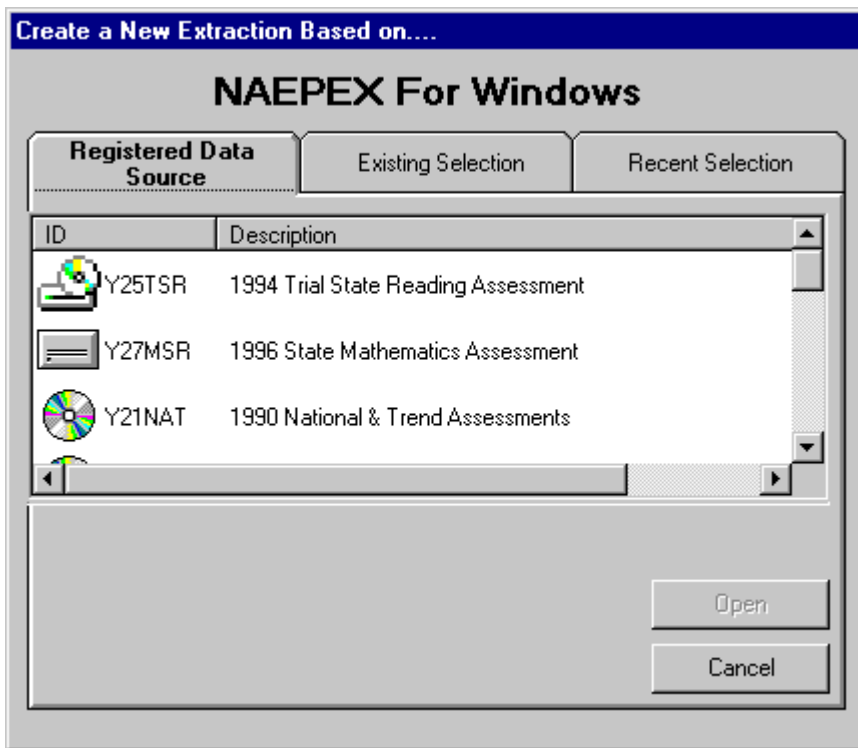 Create a New Extraction Based on....
NAEPEX For Windows
Registered Data
Source
Existing Selection
Recent Selection
ID Description
Y25TSR 1994 Trial State Reading Assessment
Y27MSR 1996 State Mathematics Assessment
Y21NAT 1990 National & Trend Assessments
Open
Cancel